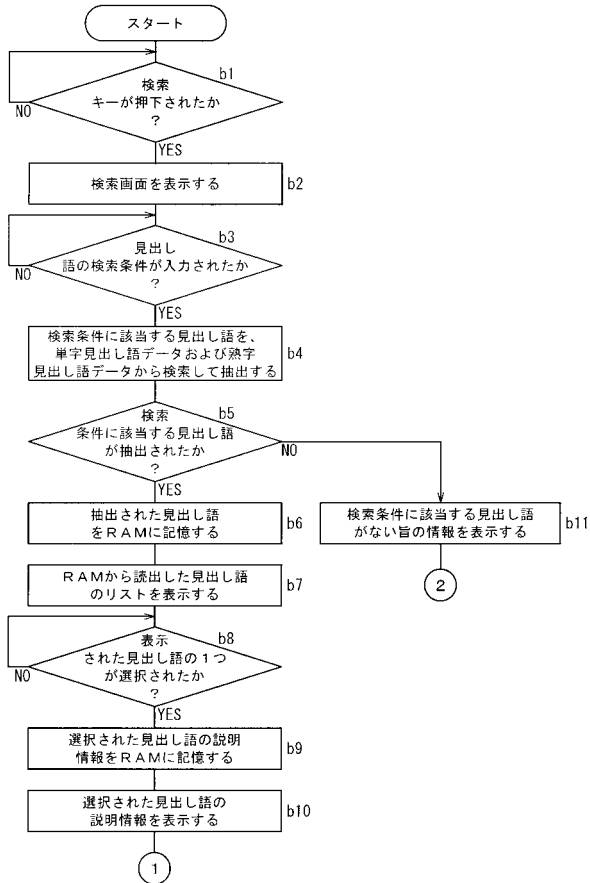 スタート
検索
キーが押下されたか
?
b1
NO
YES
検索画面を表示する
b2
見出し
語の検索条件が入力されたか
?
b3
NO
YES
検索条件に該当する見出し語を、
単字見出し語データおよび熟字
見出し語データから検索して抽出する
b4
検索
条件に該当する見出し語
が抽出されたか
?
b5
NO
YES
抽出された見出し語
をRAMに記憶する
b6
検索条件に該当する見出し語
がない旨の情報を表示する
b11
2
RAMから読出した見出し語
のリストを表示する
b7
表示
された見出し語の1つ
が選択されたか
?
b8
NO
YES
選択された見出し語の説明
情報をRAMに記憶する
b9
選択された見出し語の
説明情報を表示する
b10
1